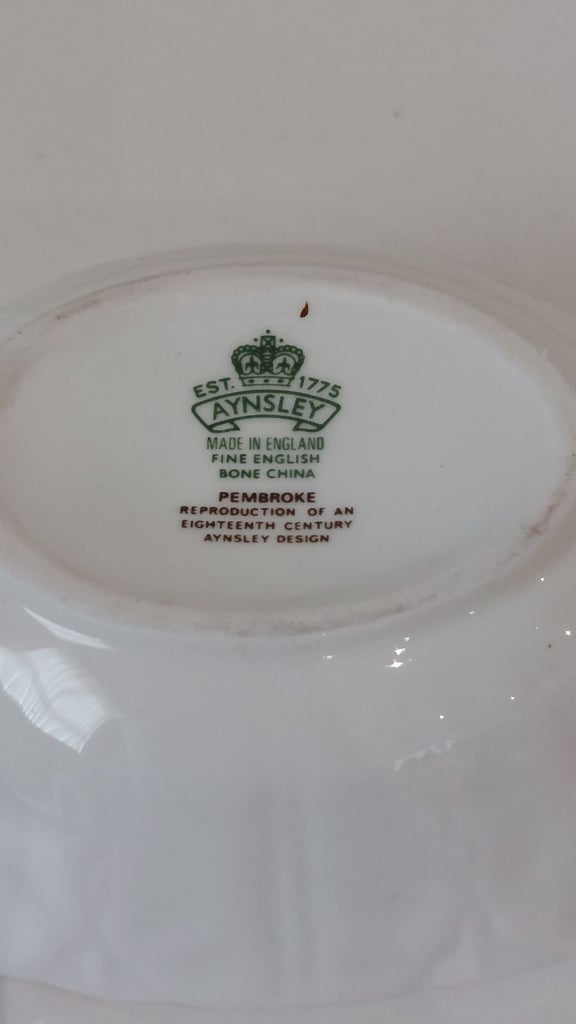 EST. 1775
AYNSLEY
MADE IN ENGLAND
FINE ENGLISH
BONE CHINA
PEMBROKE
REPRODUCTION OF AN
EIGHTEENTH CENTURY
AYNSLEY DESIGN